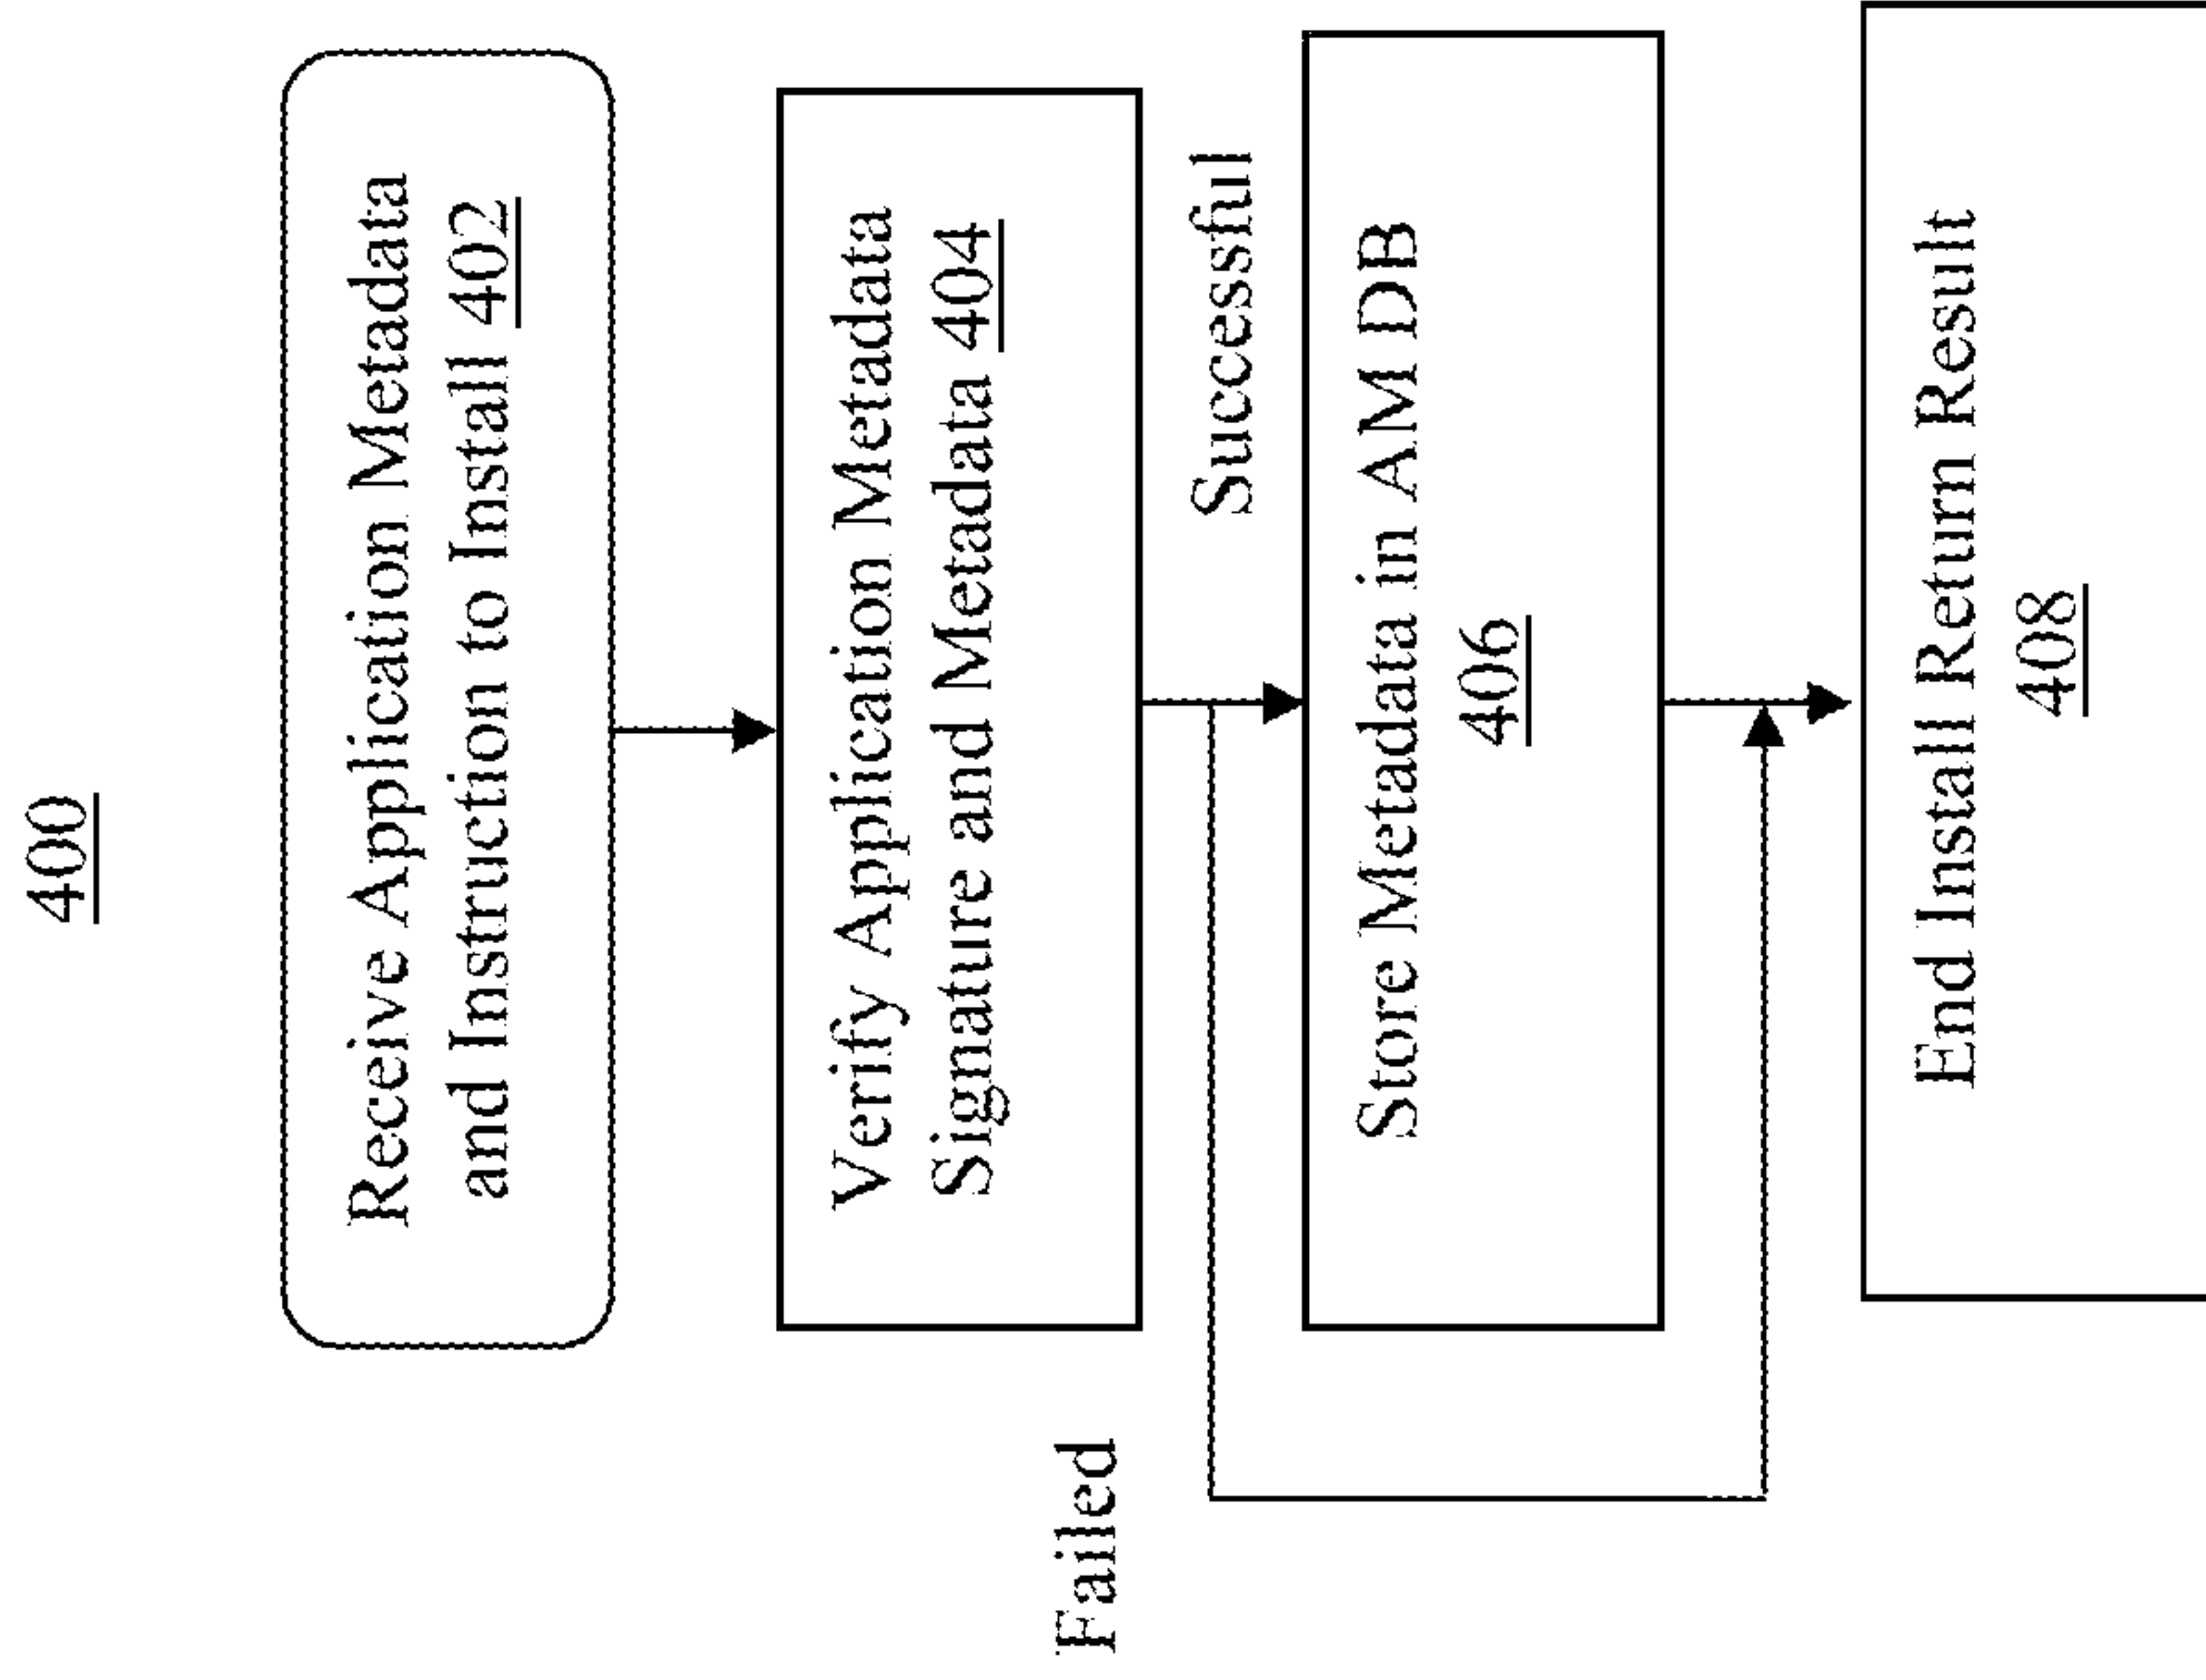 400
Receive Application Metadata
and Instruction to Install 402
Verify Application Metadata
Signature and Metadata 404
Failed
Successful
Store Metadata in AM DB
406
End Install Return Result
408